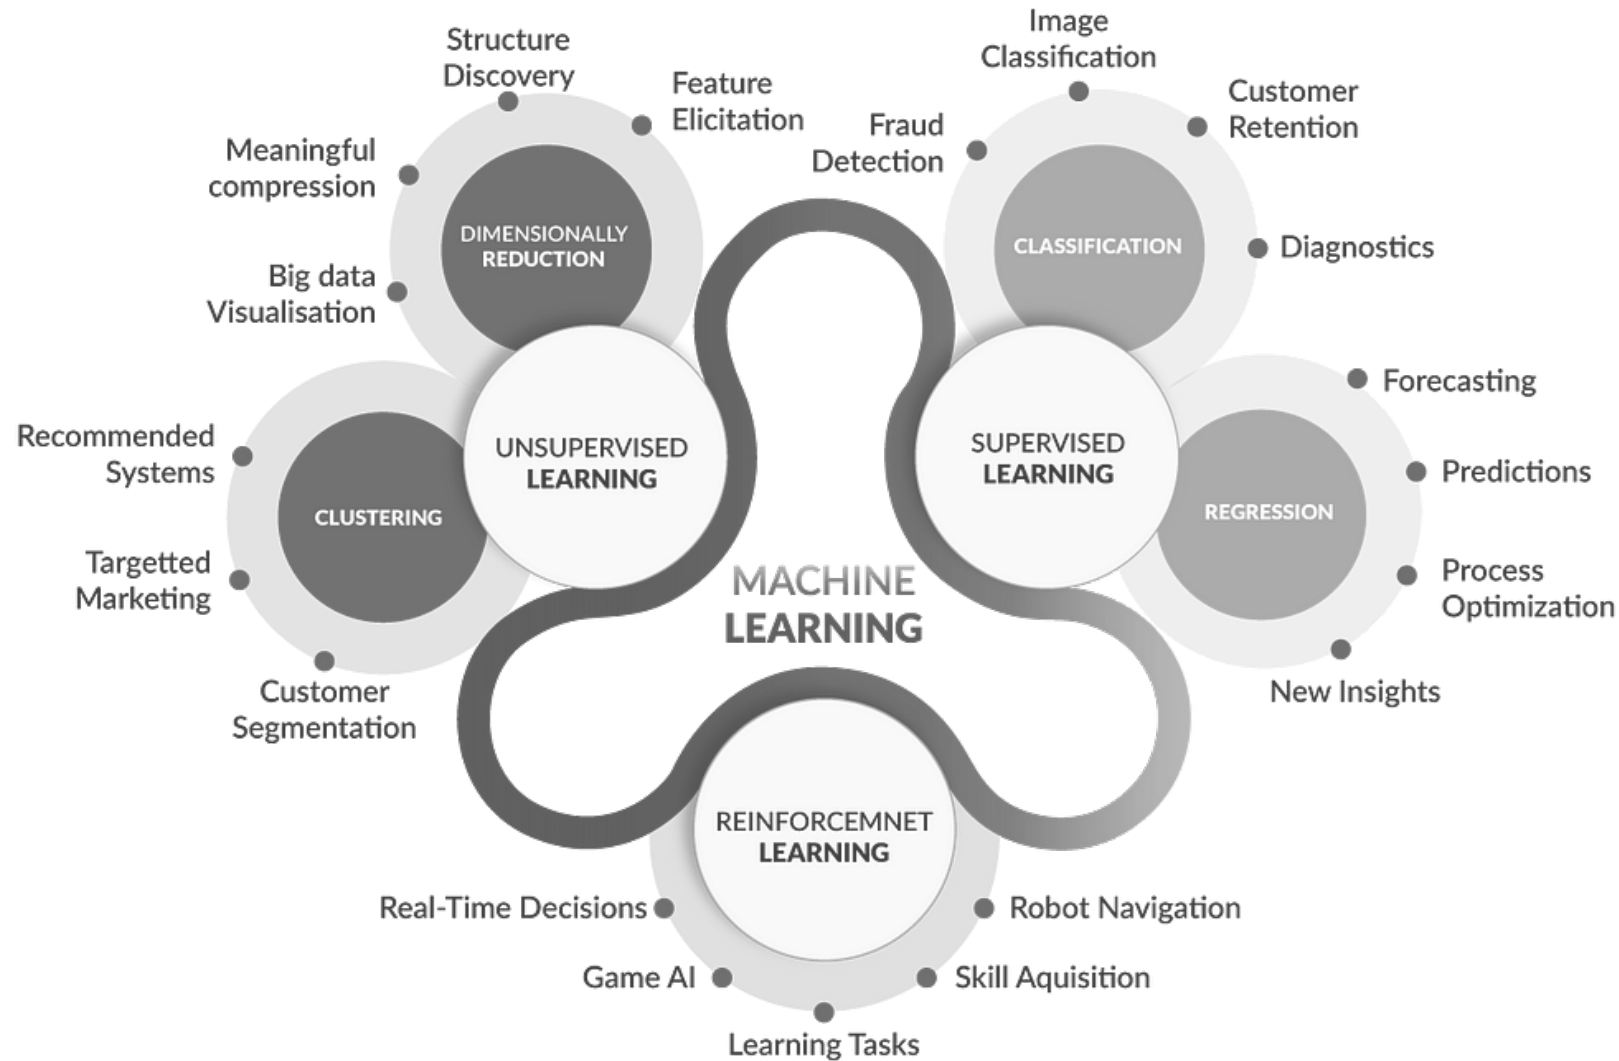 Structure
Discovery
Feature
Elicitation
Meaningful
compression
Big data
Visualisation
DIMENSIONALLY
REDUCTION
Recommended
Systems
Targetted
Marketing
Customer
Segmentation
CLUSTERING
UNSUPERVISED
LEARNING
Image
Classification
Customer
Retention
Fraud
Detection
Diagnostics
CLASSIFICATION
SUPERVISED
LEARNING
Forecasting
Predictions
Process
Optimization
New Insights
REGRESSION
MACHINE
LEARNING
REINFORCEMNET
LEARNING
Real-Time Decisions
Robot Navigation
Game AI
Skill Aquisition
Learning Tasks